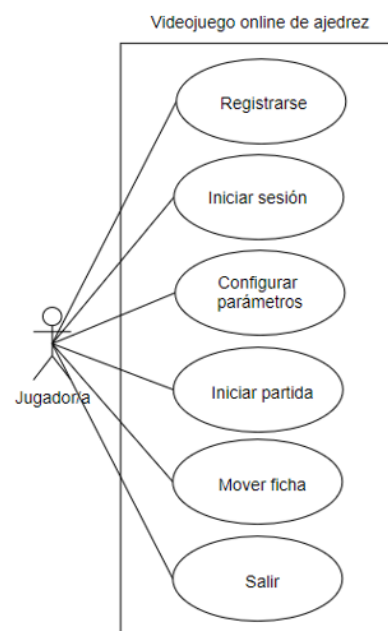 Videojuego online de ajedrez
Registrarse
Iniciar sesión
Configurar
parámetros
Jugador/a
Iniciar partida
Mover ficha
Salir